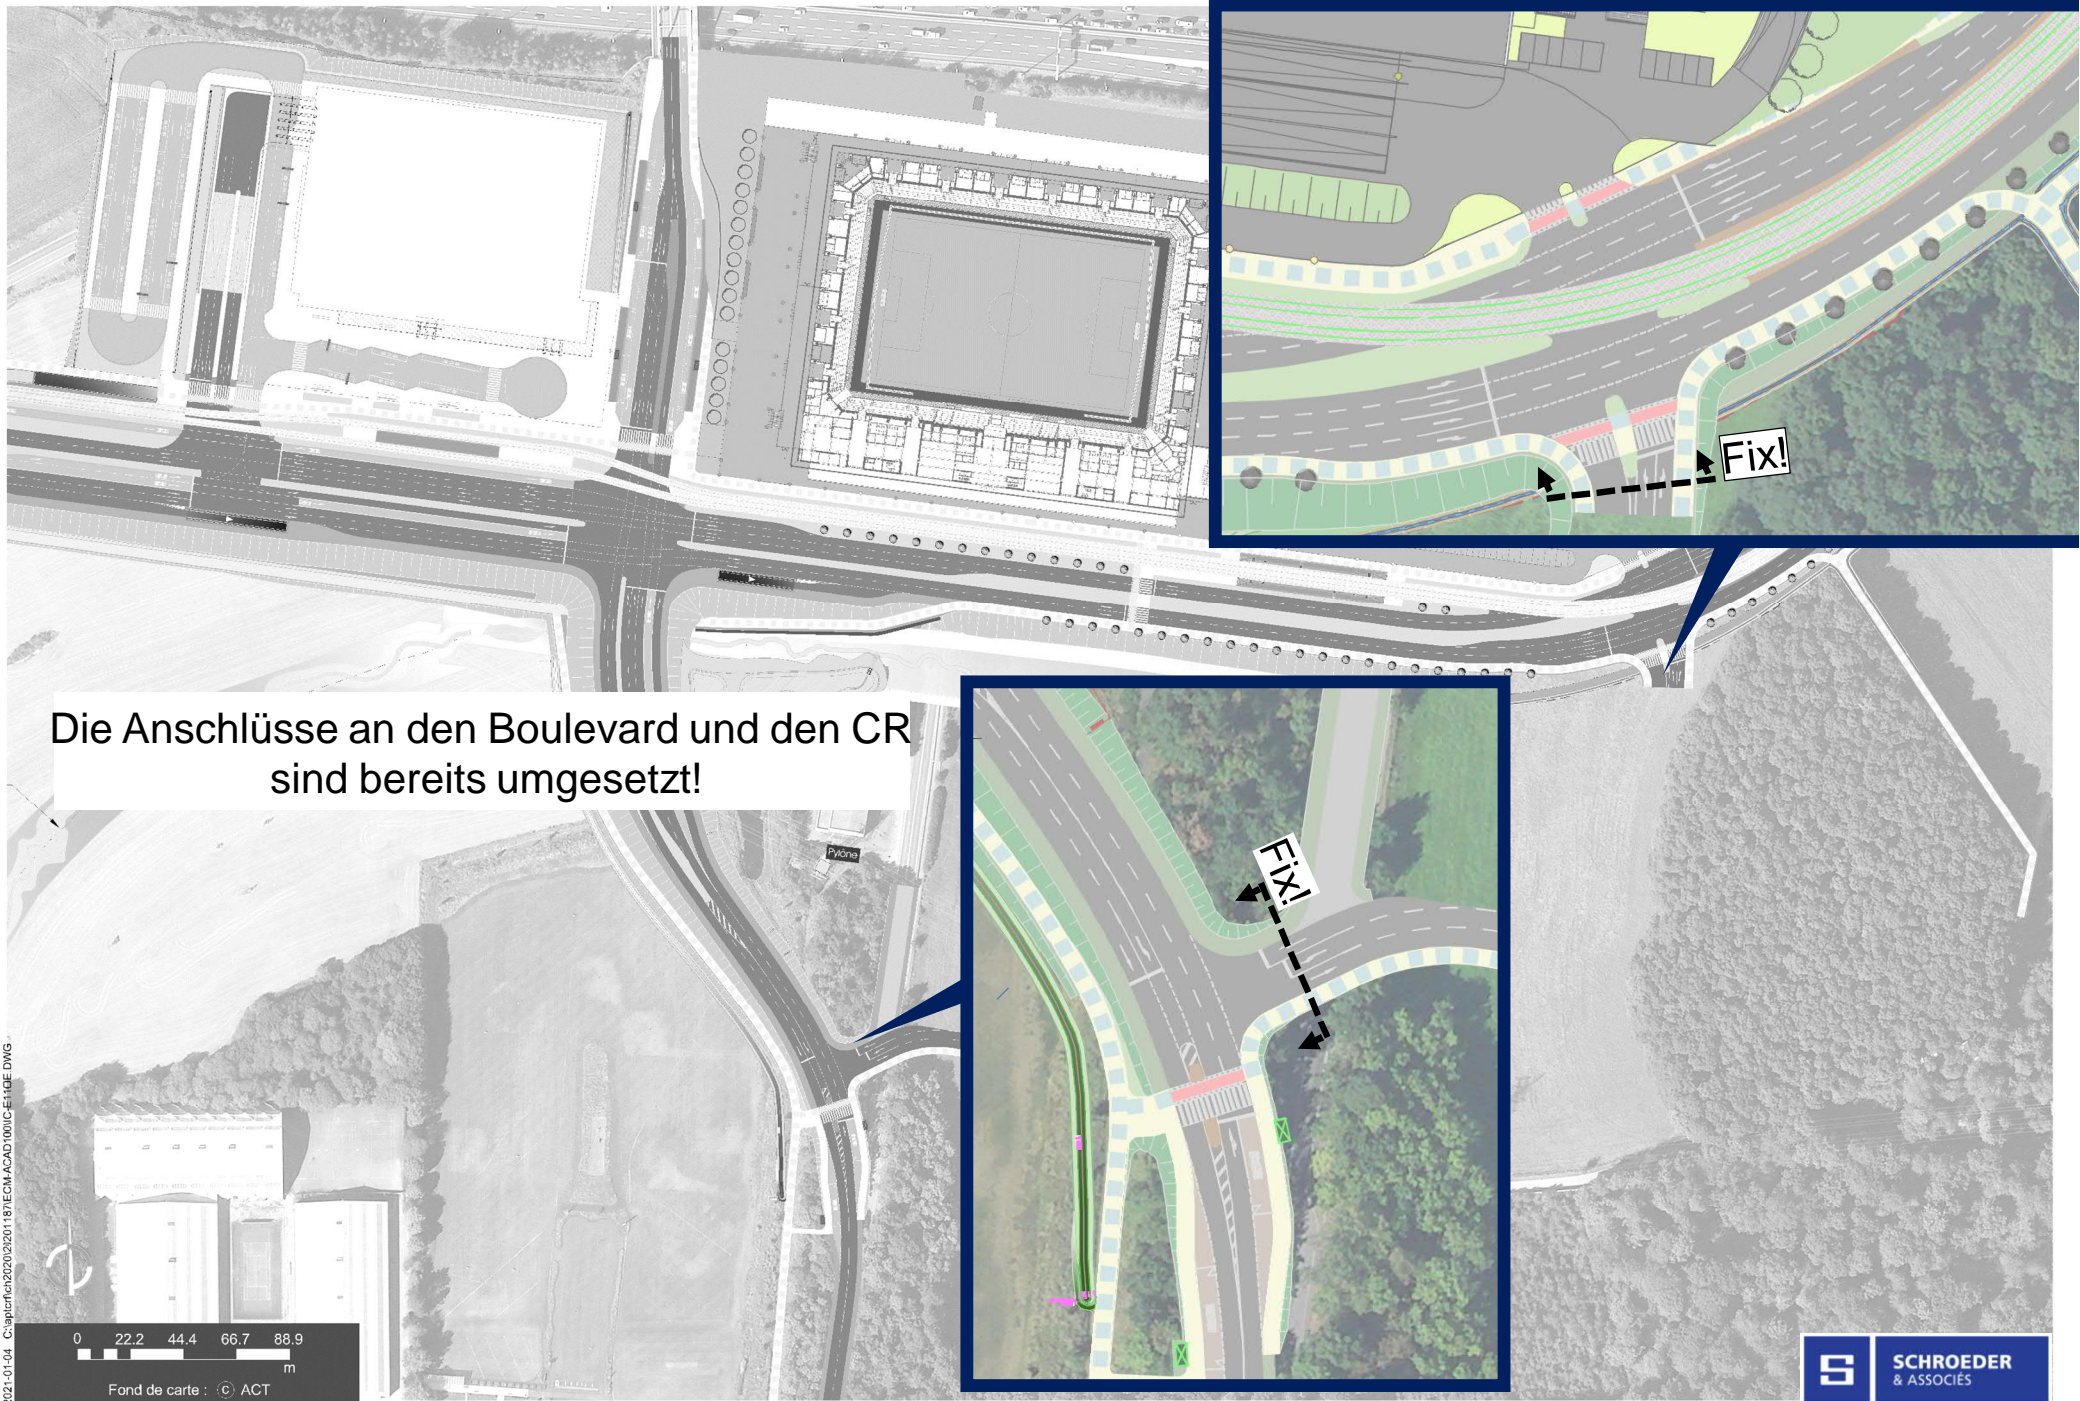 Fix!
Die Anschlüsse an den Boulevard und den CR
sind bereits umgesetzt!
Pylône
Fix!
0 22.2 44.4 66.7 88.9
m
Fond de carte : © ACT
SCHROEDER
& ASSOCIÉS